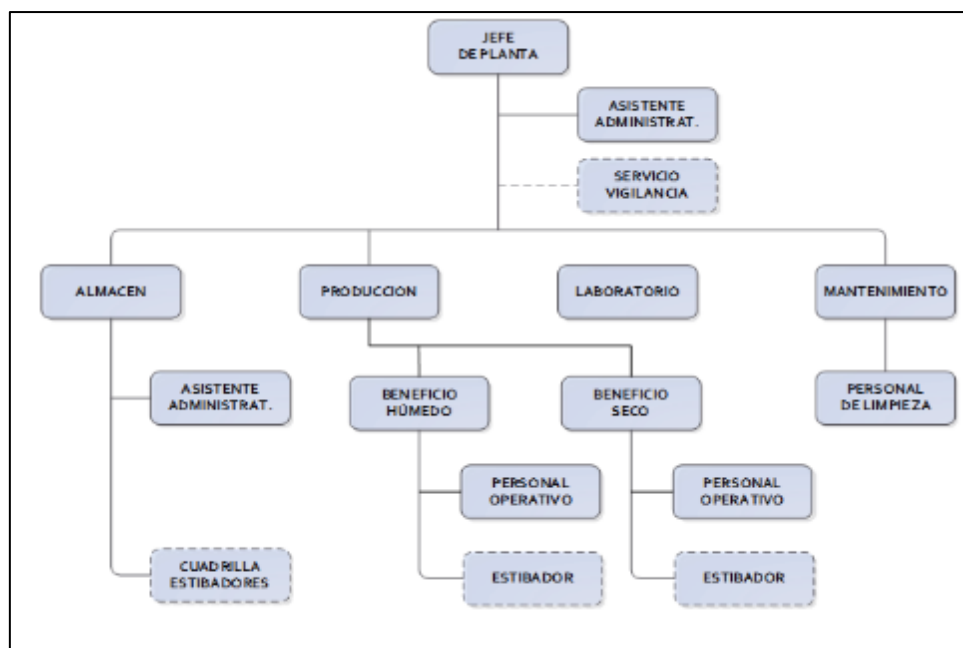 JEFE
DE PLANTA
ASISTENTE
ADMINISTRAT.
SERVICIO
VIGILANCIA
ALMACEN
PRODUCCION
LABORATORIO
MANTENIMIENTO
ASISTENTE
ADMINISTRAT.
BENEFICIO
HÚMEDO
BENEFICIO
SECO
PERSONAL
DE LIMPIEZA
PERSONAL
OPERATIVO
PERSONAL
OPERATIVO
CUADRILLA
ESTIBADORES
ESTIBADOR
ESTIBADOR